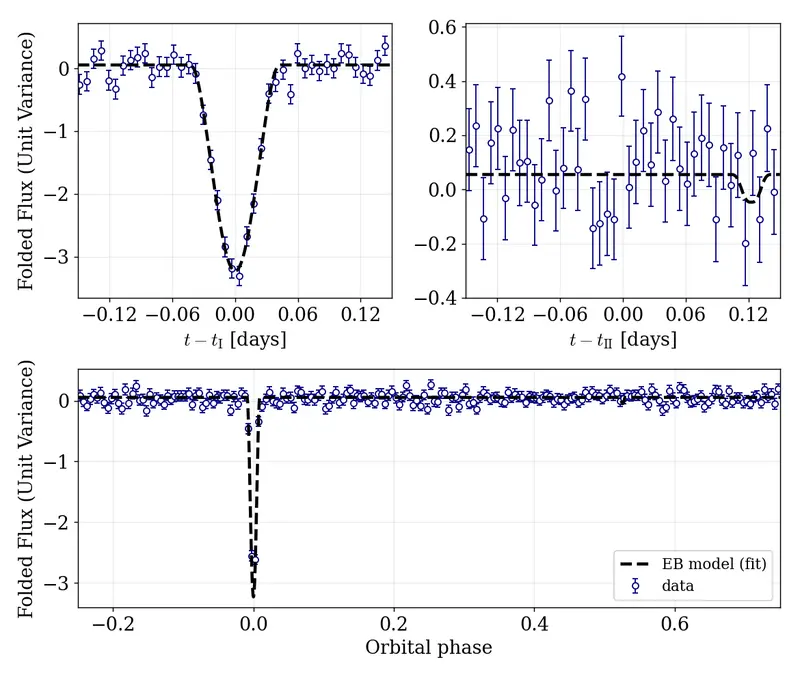 Folded Flux (Unit Variance)
0
−1
−2
−3
−0.12 −0.06 0.00 0.06 0.12
t − t_I [days]
0.6
0.4
0.2
0.0
−0.2
−0.4
−0.12 −0.06 0.00 0.06 0.12
t − t_II [days]
Folded Flux (Unit Variance)
0
−1
−2
−3
−0.2 0.0 0.2 0.4 0.6
Orbital phase
EB model (fit)
data